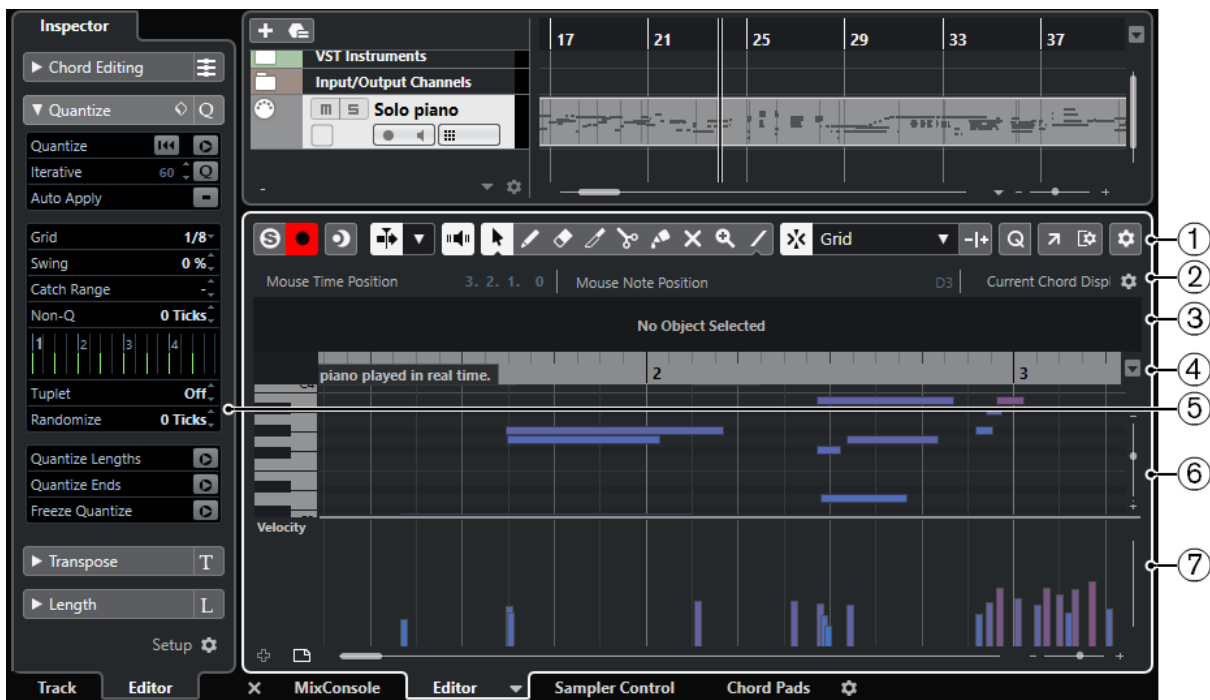 Inspector
Chord Editing
Quantize Q
Quantize
Iterative 60 Q
Auto Apply
Grid 1/8
Swing 0 %
Catch Range -
Non-Q 0 Ticks
1 2 3 4
Tuplet Off
Randomize 0 Ticks
Quantize Lengths
Quantize Ends
Freeze Quantize
Transpose T
Length L
Setup
Track Editor
17 21 25 29 33 37
VST Instruments
Input/Output Channels
m S Solo piano
-
S Grid Q
1
Mouse Time Position 3. 2. 1. 0 Mouse Note Position D3 Current Chord Displ
2
No Object Selected
3
piano played in real time. 2 3
4
5
C4
6
Velocity
7
MixConsole Editor Sampler Control Chord Pads